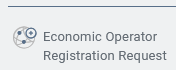 Economic Operator
Registration Request